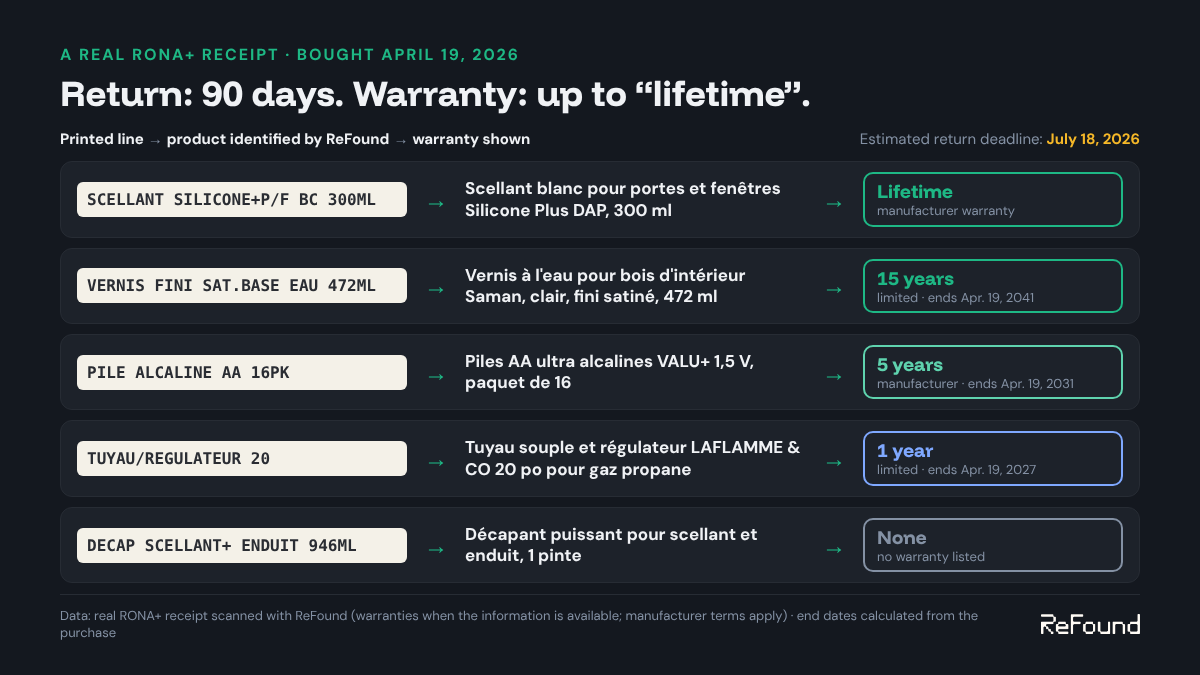 A REAL RONA+ RECEIPT · BOUGHT APRIL 19, 2026
Return: 90 days. Warranty: up to “lifetime”.
Printed line → product identified by ReFound → warranty shown
Estimated return deadline: July 18, 2026
SCELLANT SILICONE+P/F BC 300ML
→
Scellant blanc pour portes et fenêtres
Silicone Plus DAP, 300 ml
→
Lifetime
manufacturer warranty
VERNIS FINI SAT.BASE EAU 472ML
→
Vernis à l'eau pour bois d'intérieur
Saman, clair, fini satiné, 472 ml
→
15 years
limited · ends Apr. 19, 2041
PILE ALCALINE AA 16PK
→
Piles AA ultra alcalines VALU+ 1,5 V,
paquet de 16
→
5 years
manufacturer · ends Apr. 19, 2031
TUYAU/REGULATEUR 20
→
Tuyau souple et régulateur LAFLAMME &
CO 20 po pour gaz propane
→
1 year
limited · ends Apr. 19, 2027
DECAP SCELLANT+ ENDUIT 946ML
→
Décapant puissant pour scellant et
enduit, 1 pinte
→
None
no warranty listed
Data: real RONA+ receipt scanned with ReFound (warranties when the information is available; manufacturer terms apply) · end dates calculated from the
purchase
ReFound